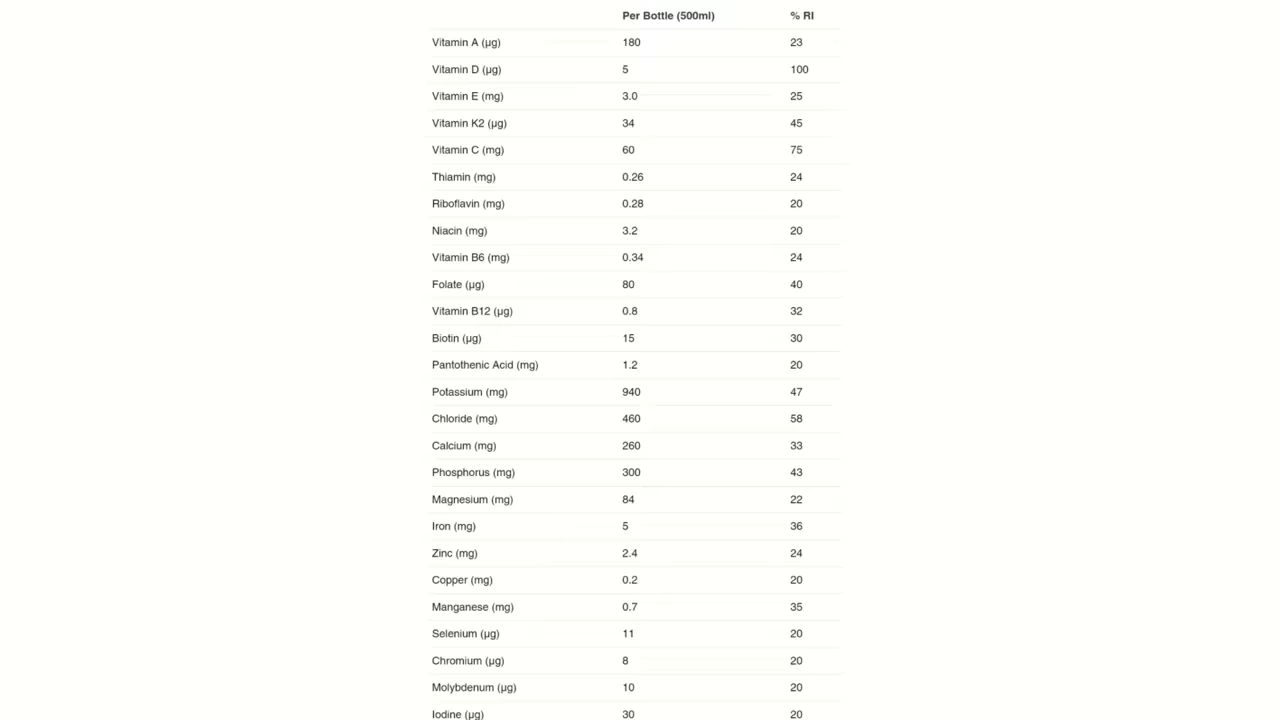 Per Bottle (500ml) % RI
Vitamin A (µg) 180 23
Vitamin D (µg) 5 100
Vitamin E (mg) 3.0 25
Vitamin K2 (µg) 34 45
Vitamin C (mg) 60 75
Thiamin (mg) 0.26 24
Riboflavin (mg) 0.28 20
Niacin (mg) 3.2 20
Vitamin B6 (mg) 0.34 24
Folate (µg) 80 40
Vitamin B12 (µg) 0.8 32
Biotin (µg) 15 30
Pantothenic Acid (mg) 1.2 20
Potassium (mg) 940 47
Chloride (mg) 460 58
Calcium (mg) 260 33
Phosphorus (mg) 300 43
Magnesium (mg) 84 22
Iron (mg) 5 36
Zinc (mg) 2.4 24
Copper (mg) 0.2 20
Manganese (mg) 0.7 35
Selenium (µg) 11 20
Chromium (µg) 8 20
Molybdenum (µg) 10 20
Iodine (µg) 30 20